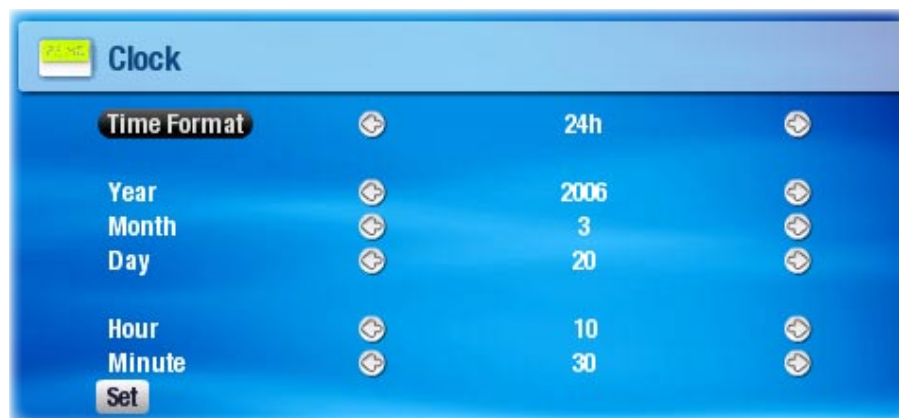 Clock
Time Format 24h
Year 2006
Month 3
Day 20
Hour 10
Minute 30
Set